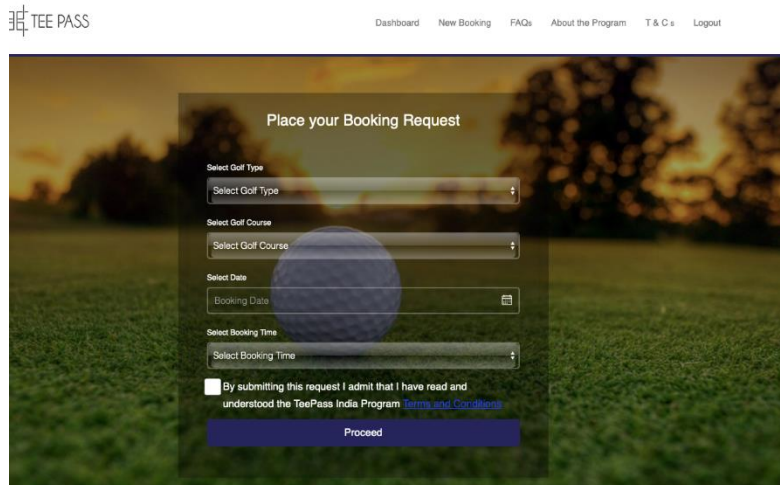 TEE PASS
Dashboard New Booking FAQs About the Program T & C s Logout
Place your Booking Request
Select Golf Type
Select Golf Type
Select Golf Course
Select Golf Course
Select Date
Booking Date
Select Booking Time
Select Booking Time
By submitting this request I admit that I have read and
understood the TeePass India Program Terms and Conditions
Proceed